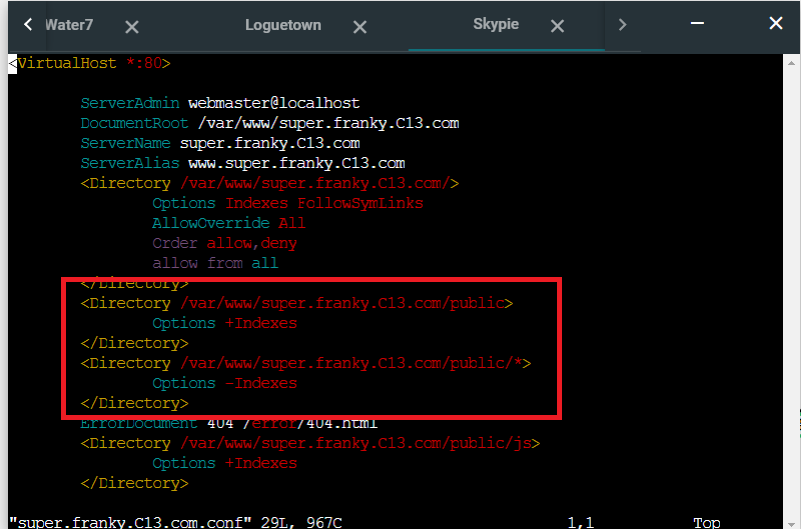 Water7 Loguetown Skypie
<VirtualHost *:80>
ServerAdmin webmaster@localhost
DocumentRoot /var/www/super.franky.C13.com
ServerName super.franky.C13.com
ServerAlias www.super.franky.C13.com
<Directory /var/www/super.franky.C13.com/>
Options Indexes FollowSymLinks
AllowOverride All
Order allow,deny
allow from all
</Directory>
<Directory /var/www/super.franky.C13.com/public>
Options +Indexes
</Directory>
<Directory /var/www/super.franky.C13.com/public/*>
Options -Indexes
</Directory>
ErrorDocument 404 /error/404.html
<Directory /var/www/super.franky.C13.com/public/js>
Options +Indexes
</Directory>
"super.franky.C13.com.conf" 29L, 967C 1,1 Top